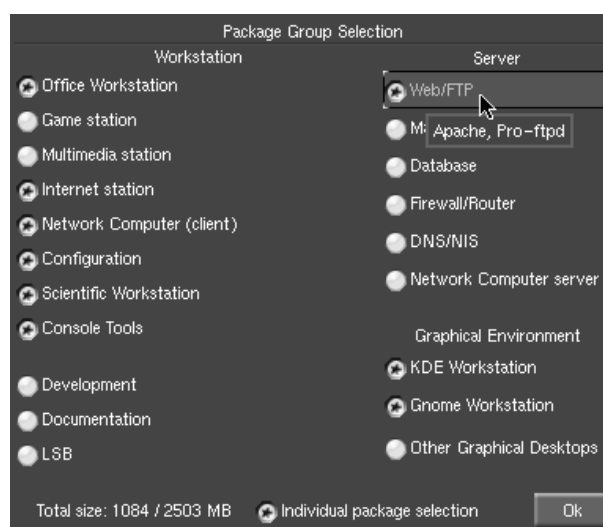 Package Group Selection
Workstation
Office Workstation
Game station
Multimedia station
Internet station
Network Computer (client)
Configuration
Scientific Workstation
Console Tools
Development
Documentation
LSB
Server
Web/FTP
Apache, Pro-ftpd
Database
Firewall/Router
DNS/NIS
Network Computer server
Graphical Environment
KDE Workstation
Gnome Workstation
Other Graphical Desktops
Total size: 1084 / 2503 MB
Individual package selection
Ok